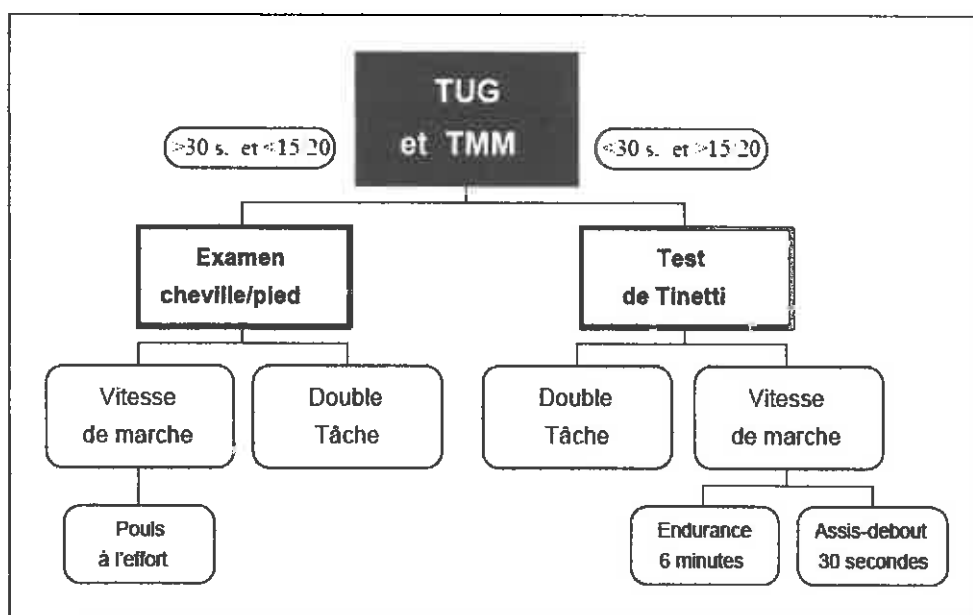 TUG
et TMM
>30 s. et <15/20
<30 s. et >15/20
Examen
cheville/pied
Test
de Tinetti
Vitesse
de marche
Double
Tâche
Double
Tâche
Vitesse
de marche
Pouls
à l'effort
Endurance
6 minutes
Assis-debout
30 secondes